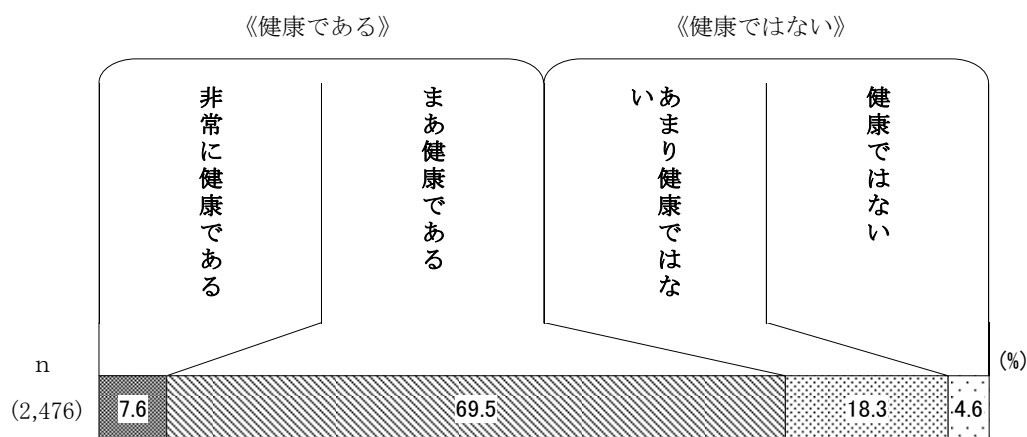 《健康である》
《健康ではない》
非常に健康である
まあ健康である
あまり健康ではな
い
健康ではない
(%)
n
(2,476)
7.6
69.5
18.3
4.6